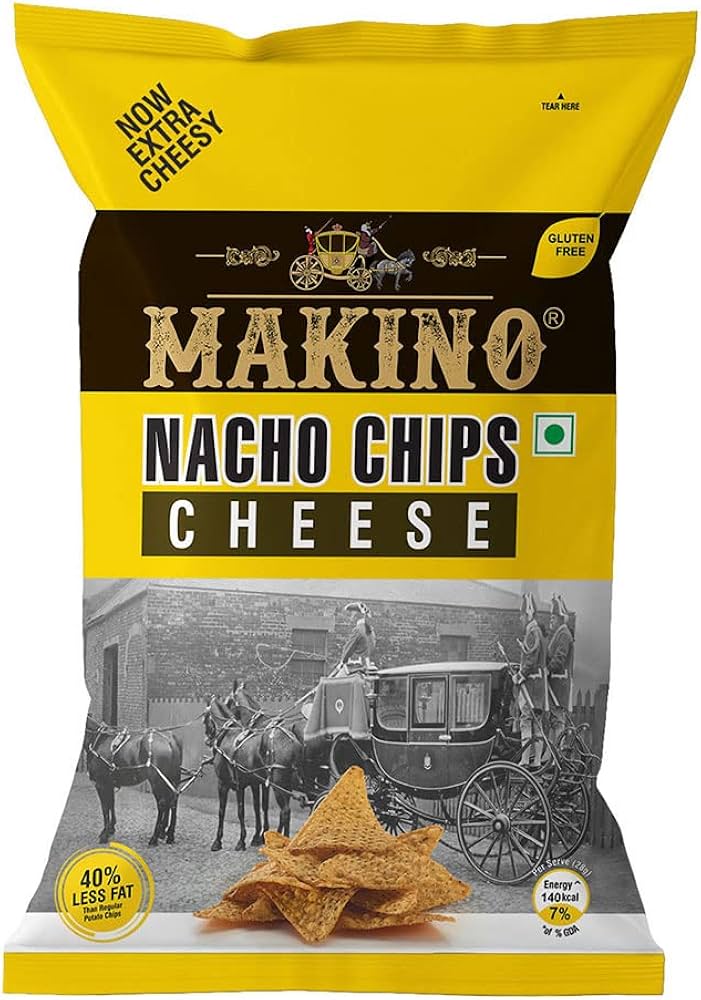 NOW
EXTRA
CHEESY
TEAR HERE
GLUTEN
FREE
MAKINO®
NACHO CHIPS
CHEESE
40%
LESS FAT
Than Regular
Potato Chips
Per Serve (28g)
Energy ^
140kcal
7%
*of % GDA